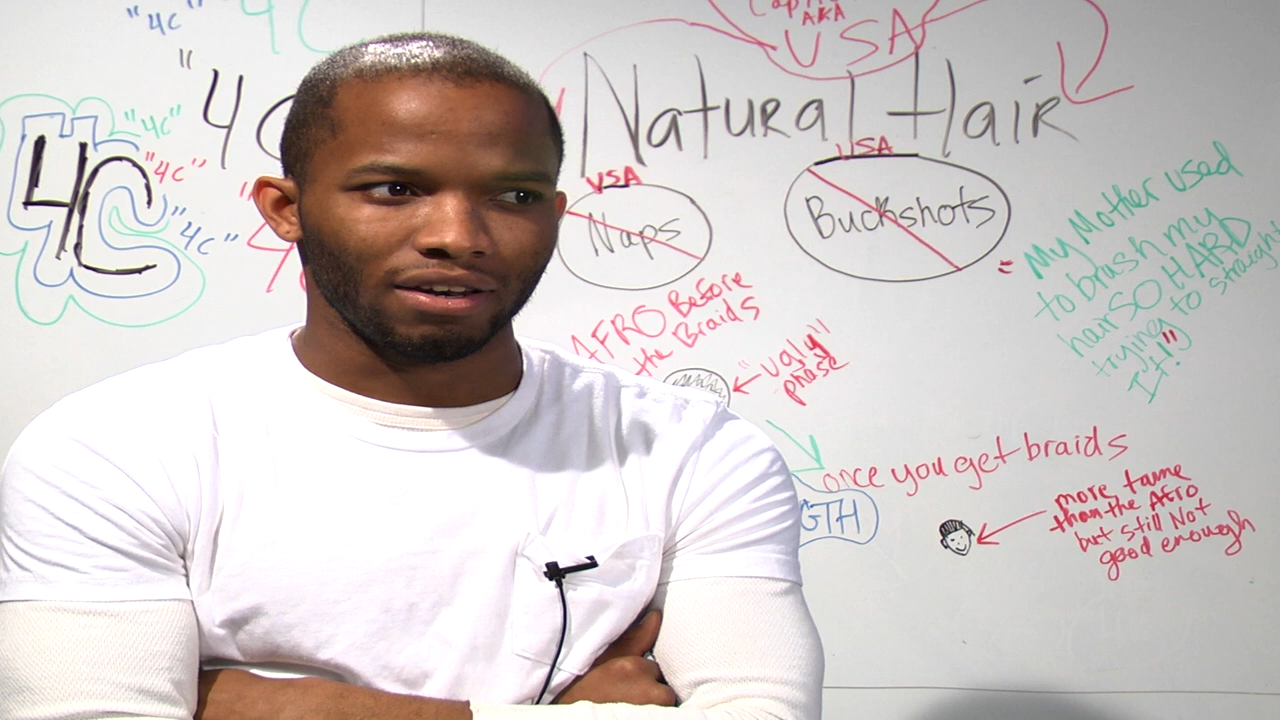 "4c"
4C
Cap
AKA
USA
"4C
Natural Hair
4C
"4c"
"4c"
"4c"
USA
Naps
USA
Buckshots
= My Mother used
to brush my
hair SO HARD
trying to straight
It!"
AFRO Before
the Braids
"ugly"
phase
once you get braids
GTH
more tame
than the Afro
but still Not
good enough